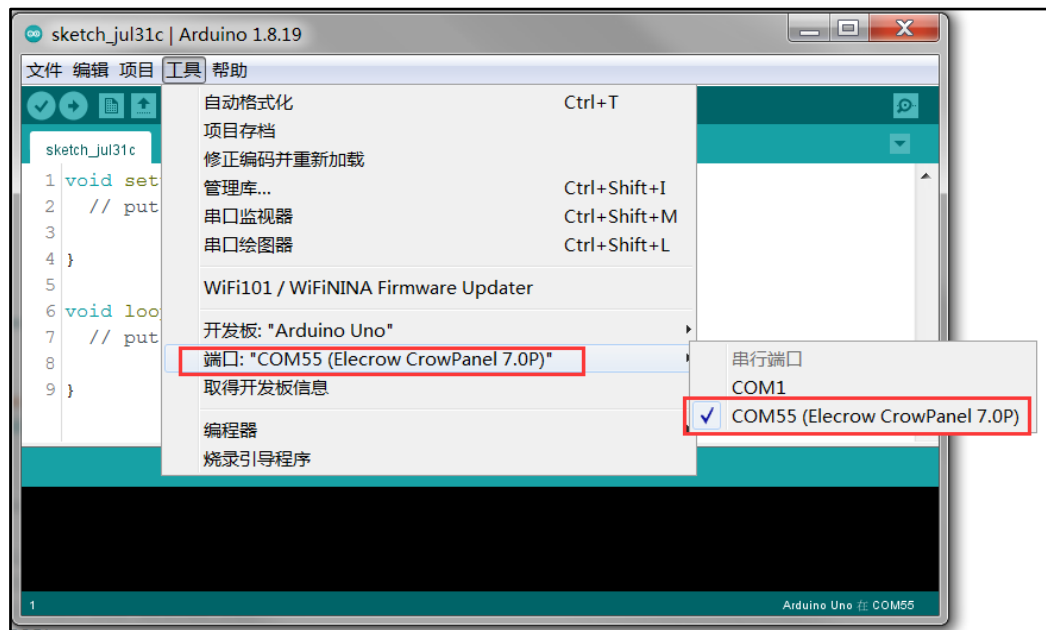 sketch_jul31c | Arduino 1.8.19
文件 编辑 项目 工具 帮助
sketch_jul31c
自动格式化 Ctrl+T
项目存档
修正编码并重新加载
管理库... Ctrl+Shift+I
串口监视器 Ctrl+Shift+M
串口绘图器 Ctrl+Shift+L
WiFi101 / WiFiNINA Firmware Updater
开发板: "Arduino Uno"
端口: "COM55 (Elecrow CrowPanel 7.0P)"
取得开发板信息
编程器
烧录引导程序
串行端口
COM1
COM55 (Elecrow CrowPanel 7.0P)
1 void set
2 // put
3
4 }
5
6 void loo
7 // put
8
9 }
1 Arduino Uno 在 COM55